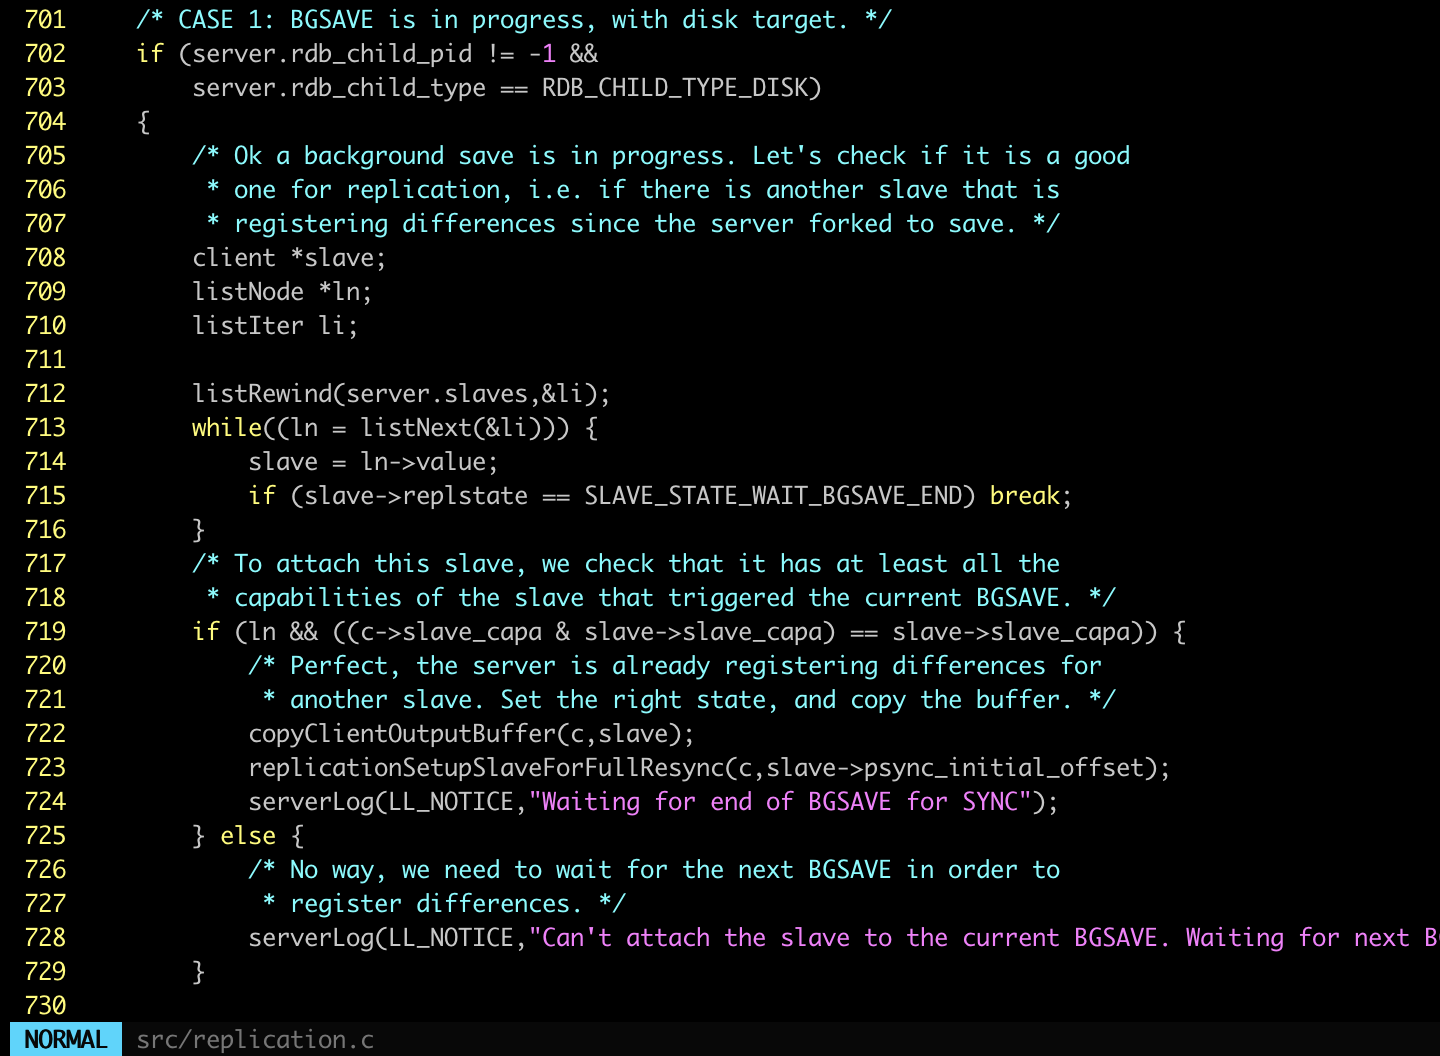 701     /* CASE 1: BGSAVE is in progress, with disk target. */
702     if (server.rdb_child_pid != -1 &&
703         server.rdb_child_type == RDB_CHILD_TYPE_DISK)
704     {
705         /* Ok a background save is in progress. Let's check if it is a good
706          * one for replication, i.e. if there is another slave that is
707          * registering differences since the server forked to save. */
708         client *slave;
709         listNode *ln;
710         listIter li;
711
712         listRewind(server.slaves,&li);
713         while((ln = listNext(&li))) {
714             slave = ln->value;
715             if (slave->replstate == SLAVE_STATE_WAIT_BGSAVE_END) break;
716         }
717         /* To attach this slave, we check that it has at least all the
718          * capabilities of the slave that triggered the current BGSAVE. */
719         if (ln && ((c->slave_capa & slave->slave_capa) == slave->slave_capa)) {
720             /* Perfect, the server is already registering differences for
721              * another slave. Set the right state, and copy the buffer. */
722             copyClientOutputBuffer(c,slave);
723             replicationSetupSlaveForFullResync(c,slave->psync_initial_offset);
724             serverLog(LL_NOTICE,"Waiting for end of BGSAVE for SYNC");
725         } else {
726             /* No way, we need to wait for the next BGSAVE in order to
727              * register differences. */
728             serverLog(LL_NOTICE,"Can't attach the slave to the current BGSAVE. Waiting for next
729         }
730
NORMAL  src/replication.c